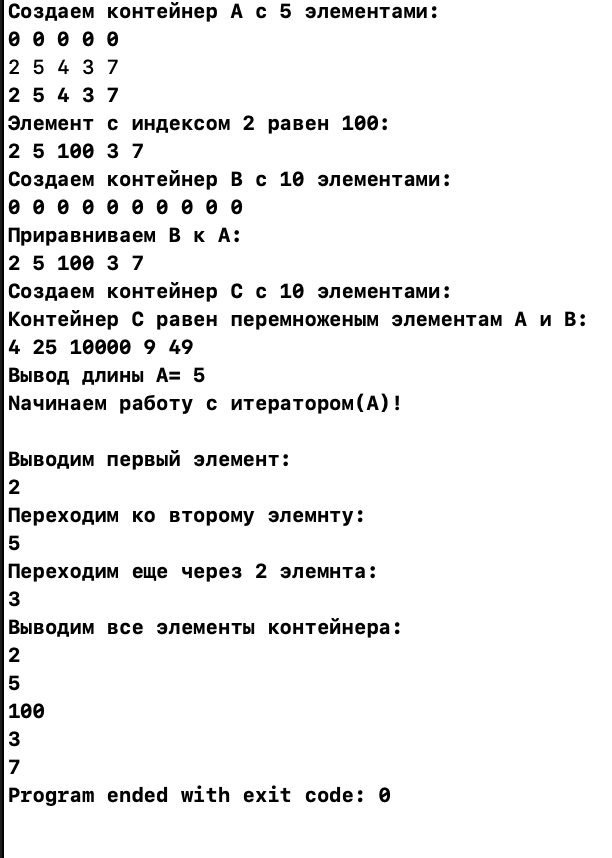 Создаем контейнер A с 5 элементами:
0 0 0 0 0
2 5 4 3 7
2 5 4 3 7
Элемент с индексом 2 равен 100:
2 5 100 3 7
Создаем контейнер B с 10 элементами:
0 0 0 0 0 0 0 0 0 0
Приравниваем B к A:
2 5 100 3 7
Создаем контейнер C с 10 элементами:
Контейнер C равен перемноженым элементам A и B:
4 25 10000 9 49
Вывод длины A= 5
Nачинаем работу с итератором(A)!
Выводим первый элемент:
2
Переходим ко второму элемнту:
5
Переходим еще через 2 элемнта:
3
Выводим все элементы контейнера:
2
5
100
3
7
Program ended with exit code: 0